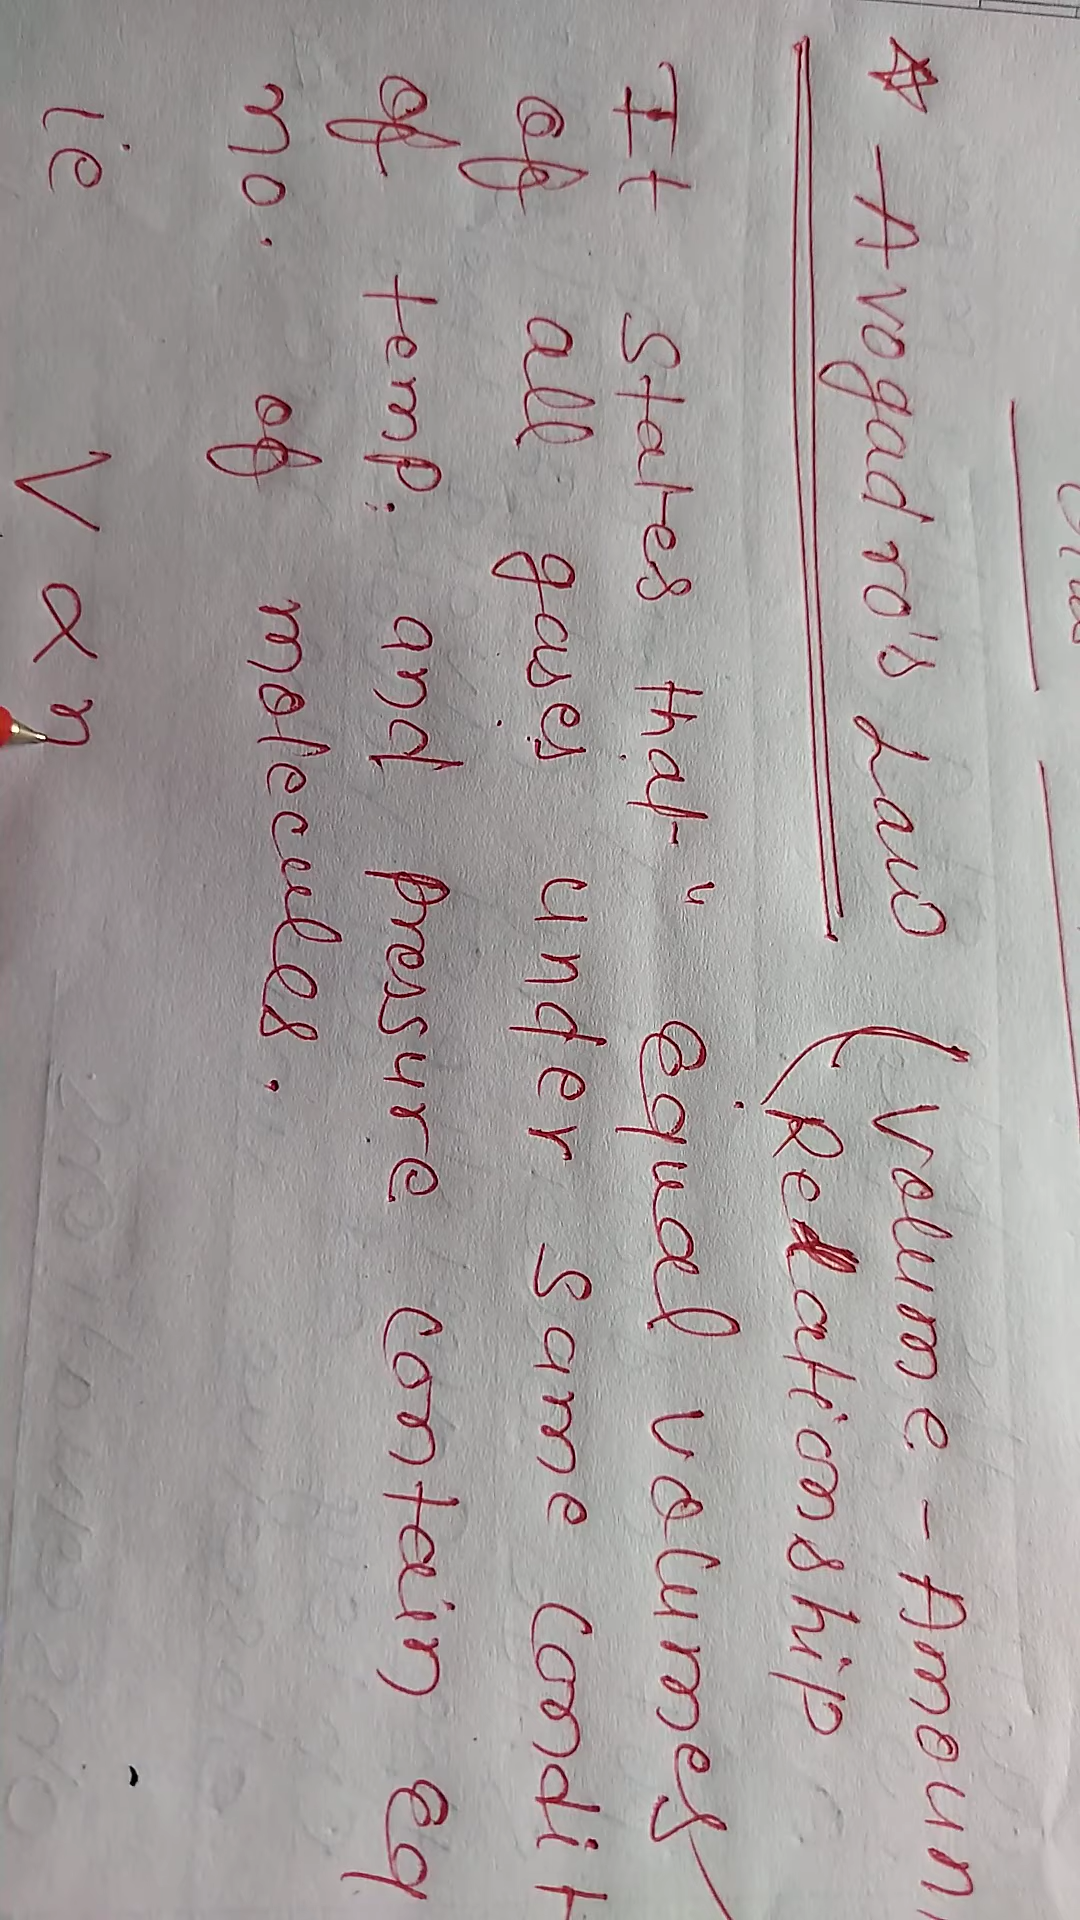 ☆ Avogadro's Law (Volume - Amoun
(Relationship
It states that " equal volumes
of all gases under same condit
of temp. and pressure contain eq
no. of molecules.
ie V ∝ n